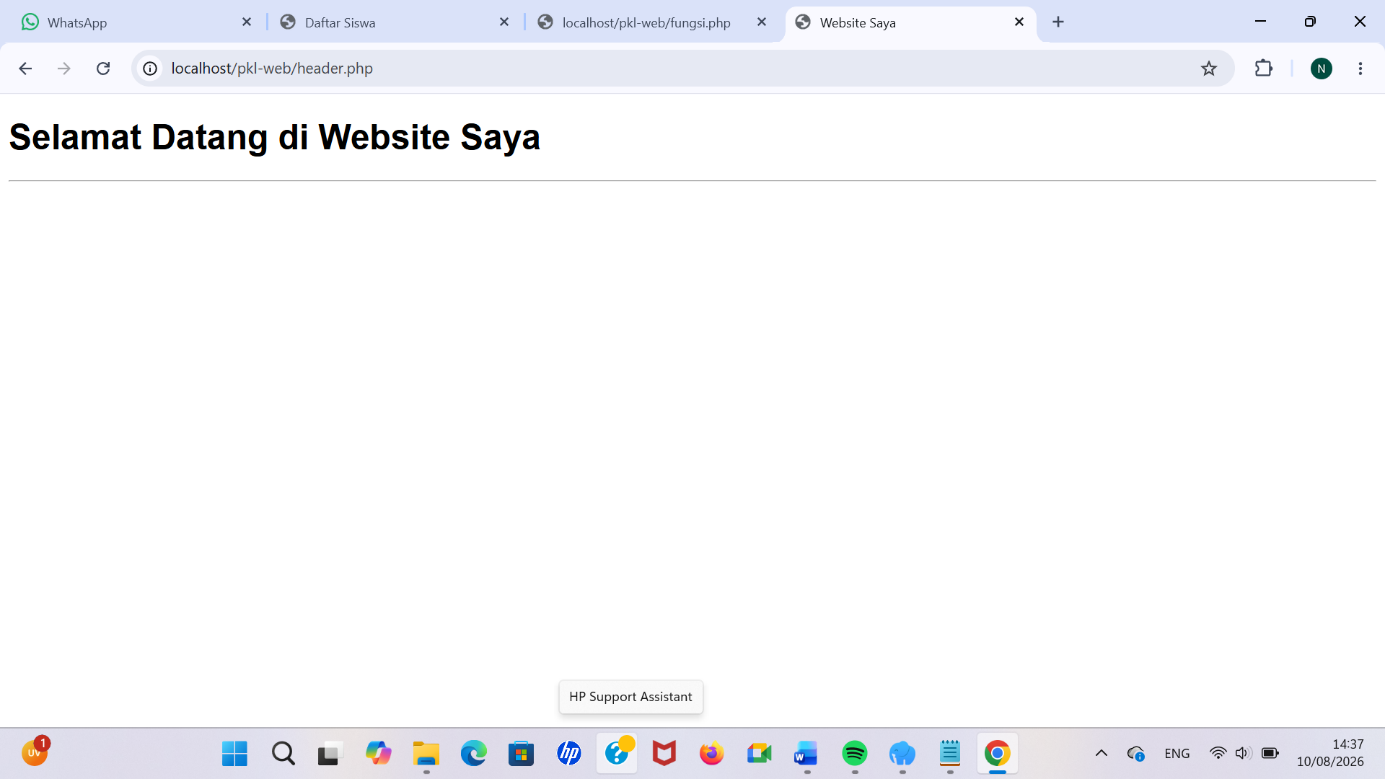 WhatsApp
Daftar Siswa
localhost/pkl-web/fungsi.php
Website Saya
localhost/pkl-web/header.php
N
Selamat Datang di Website Saya
HP Support Assistant
UV
1
hp
?
W
ENG
14:37
10/08/2026